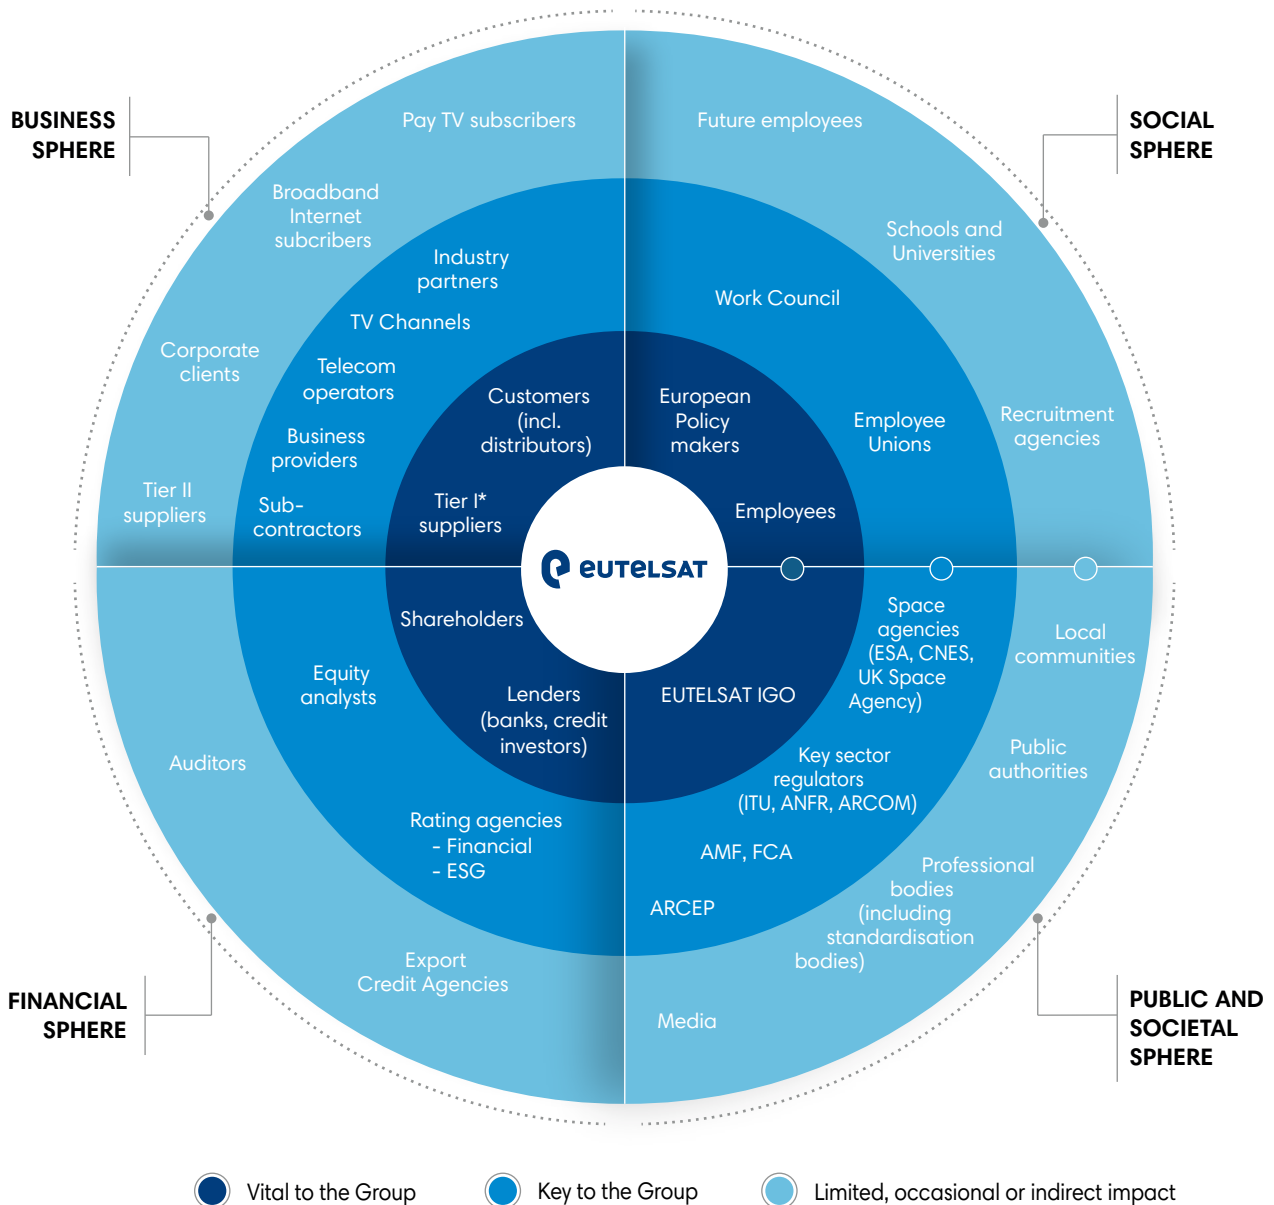 BUSINESS
SPHERE
Pay TV subscribers
Broadband
Internet
subcribers
Industry
partners
TV Channels
Corporate
clients
Telecom
operators
Business
providers
Tier II
suppliers
Sub-
contractors
Customers
(incl.
distributors)
Tier I*
suppliers
SOCIAL
SPHERE
Future employees
Schools and
Universities
Work Council
Recruitment
agencies
Employee
Unions
European
Policy
makers
Employees
eUTeLSAT
FINANCIAL
SPHERE
Shareholders
Lenders
(banks, credit
investors)
Equity
analysts
Auditors
Rating agencies
- Financial
- ESG
Export
Credit Agencies
PUBLIC AND
SOCIETAL
SPHERE
EUTELSAT IGO
Space
agencies
(ESA, CNES,
UK Space
Agency)
Local
communities
Key sector
regulators
(ITU, ANFR, ARCOM)
Public
authorities
AMF, FCA
ARCEP
Professional
bodies
(including
standardisation
bodies)
Media
Vital to the Group
Key to the Group
Limited, occasional or indirect impact